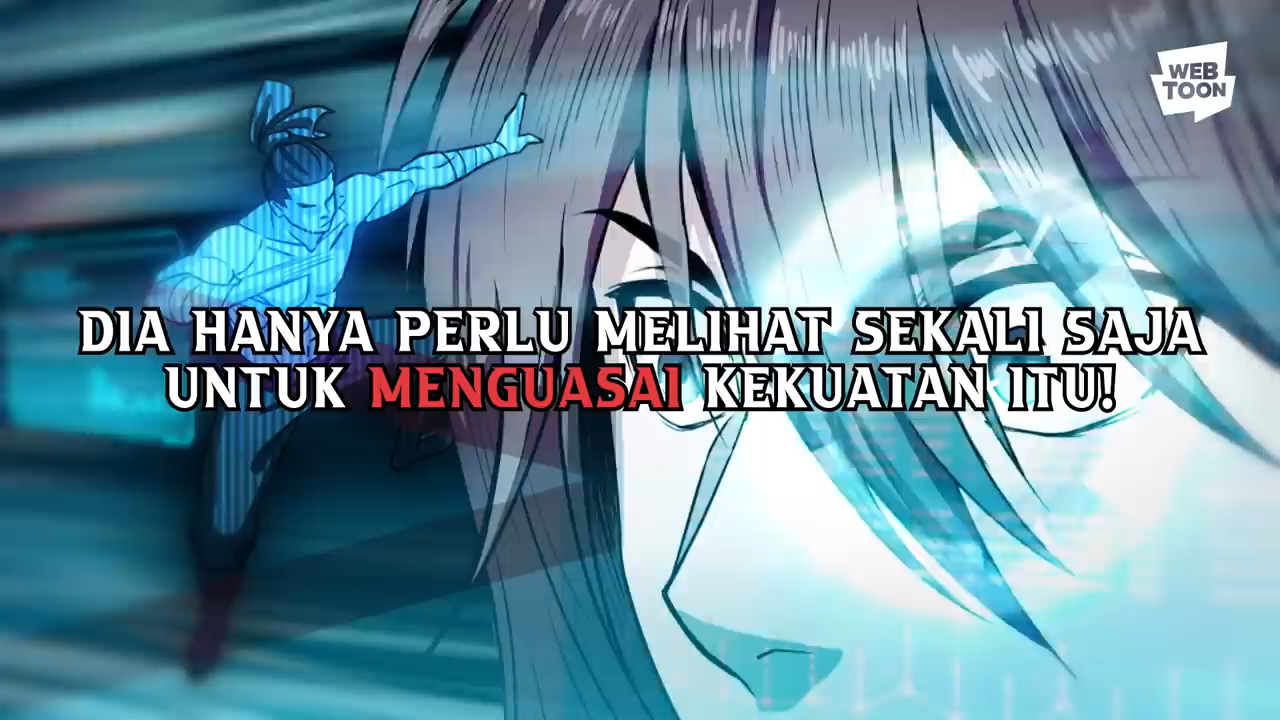 WEB
TOON
DIA HANYA PERLU MELIHAT SEKALI SAJA
UNTUK MENGUASAI KEKUATAN ITU!